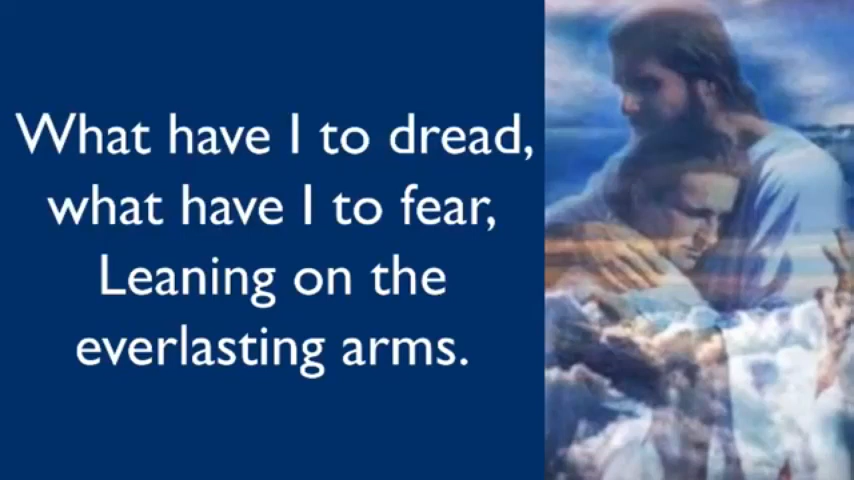 What have I to dread,
what have I to fear,
Leaning on the
everlasting arms.